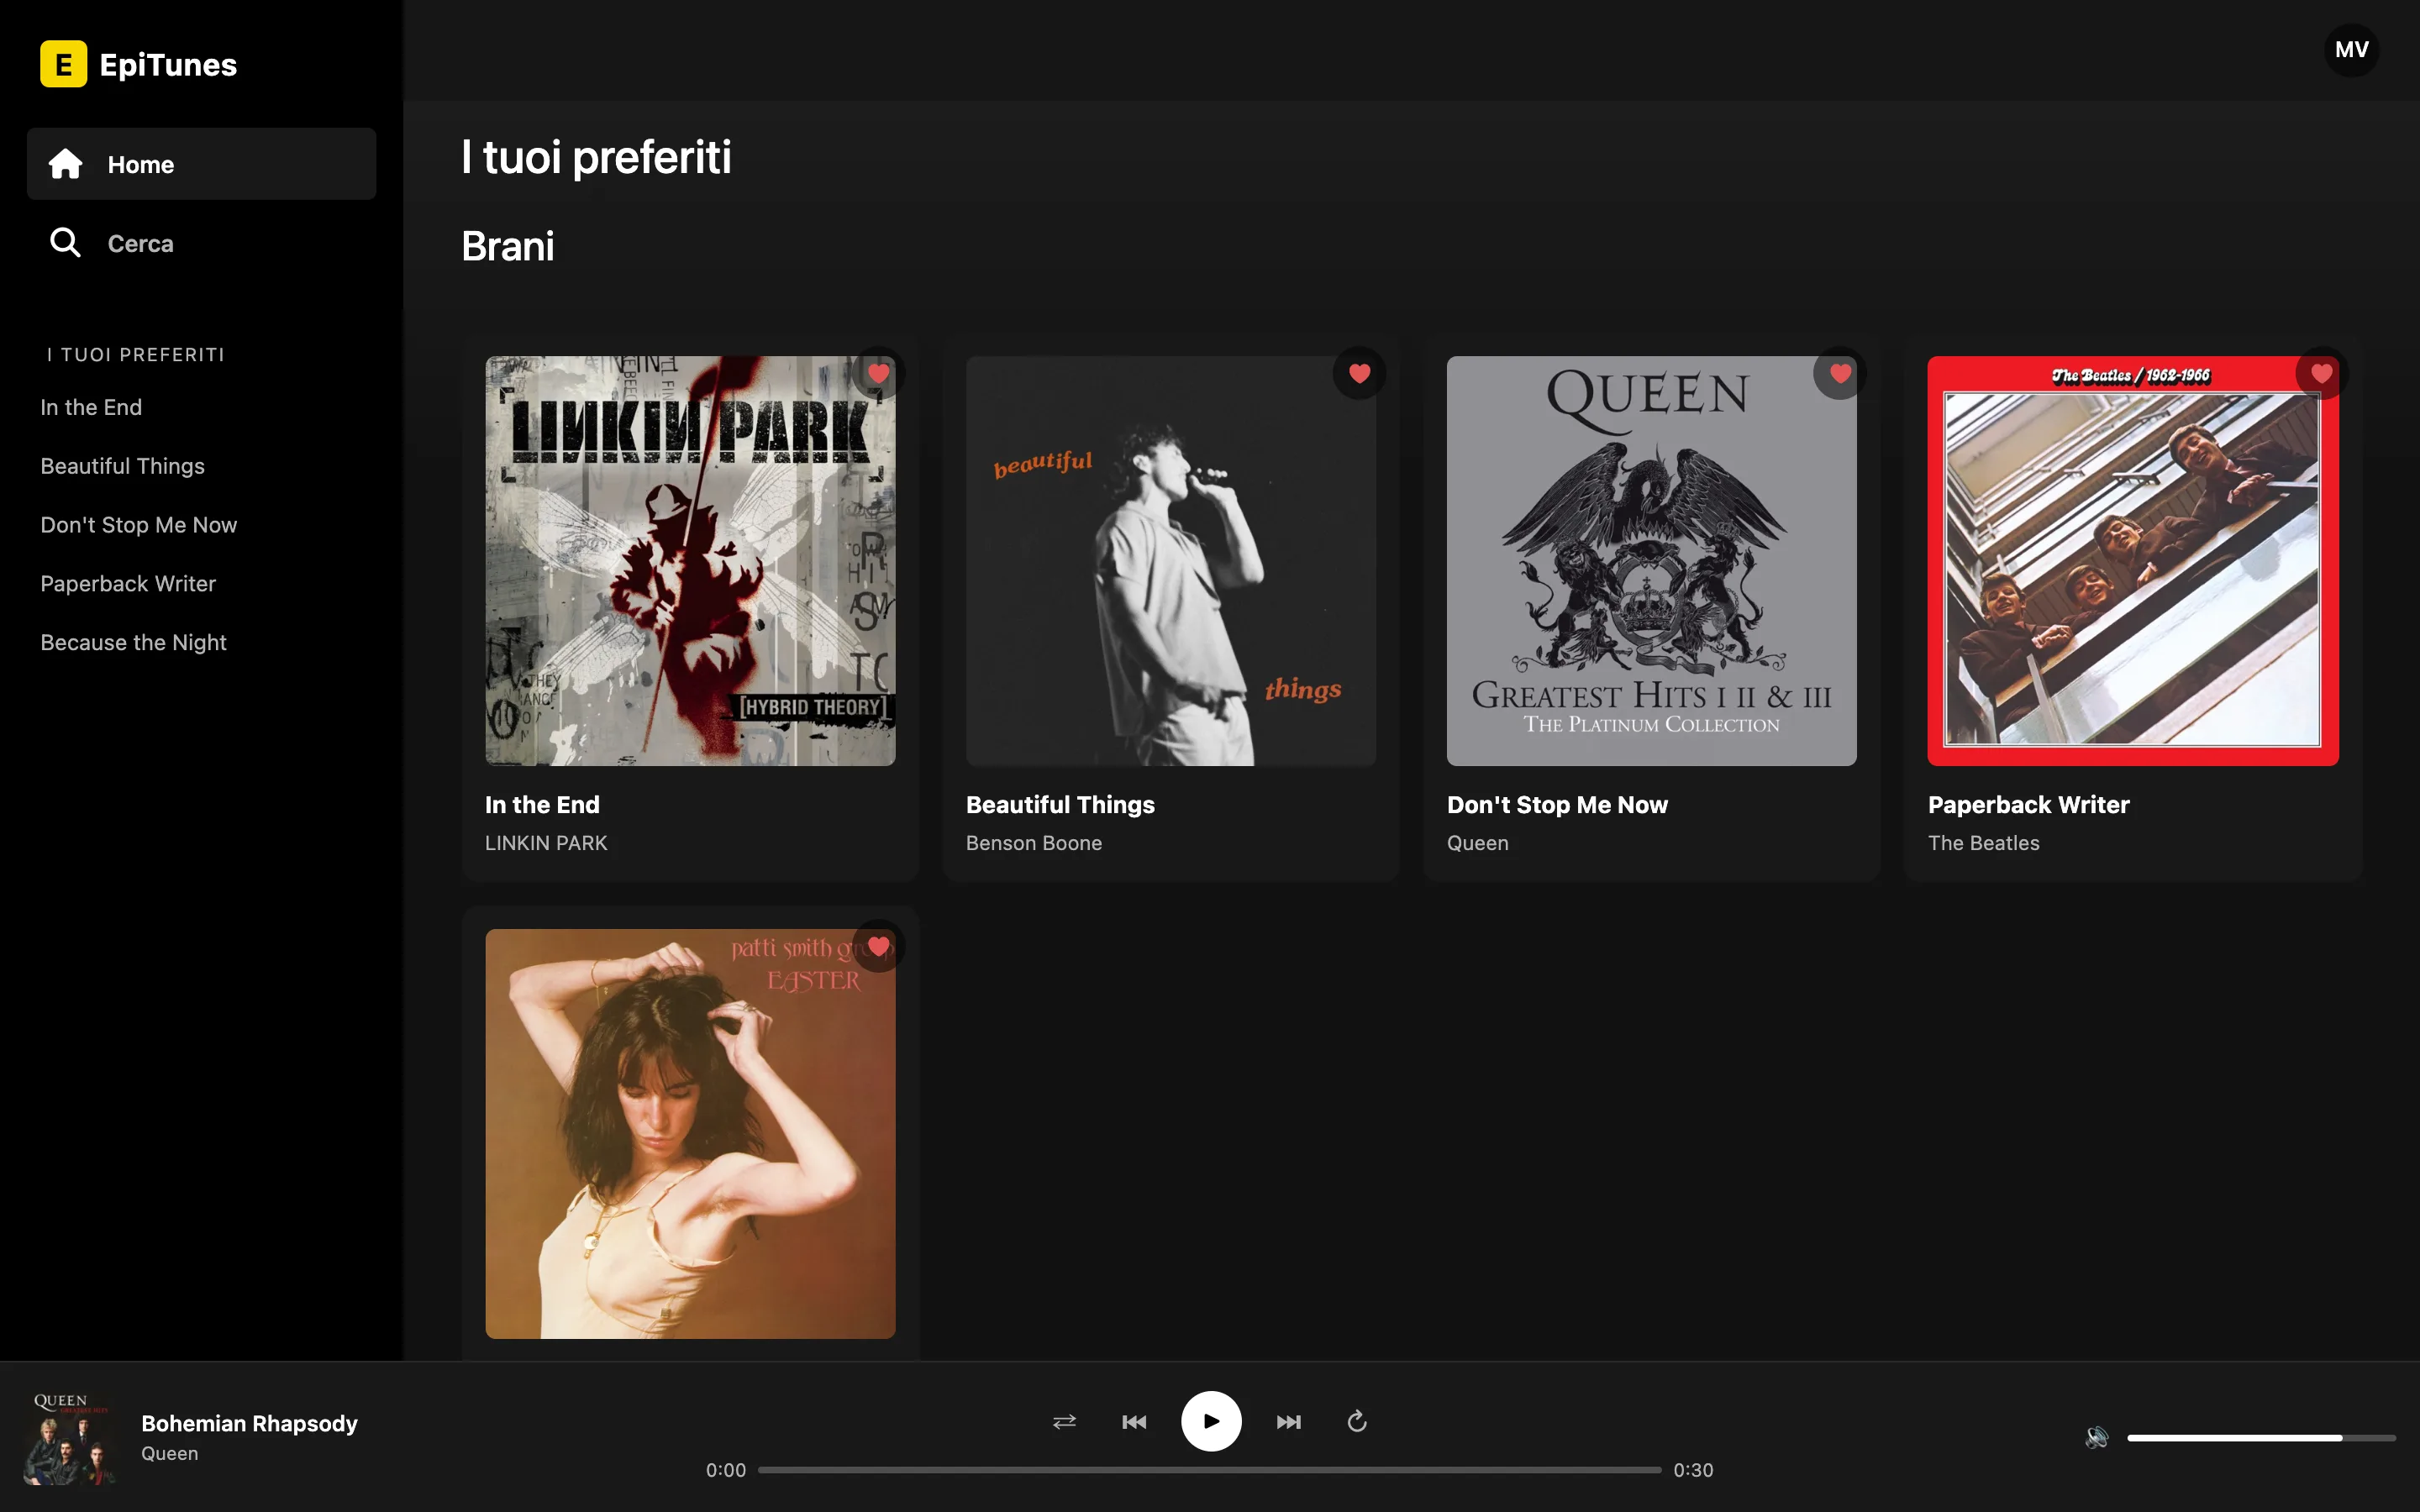 E EpiTunes
Home
Cerca
I TUOI PREFERITI
In the End
Beautiful Things
Don't Stop Me Now
Paperback Writer
Because the Night
MV
I tuoi preferiti
Brani
LINKIN PARK
[HYBRID THEORY]
In the End
LINKIN PARK
beautiful
things
Beautiful Things
Benson Boone
QUEEN
GREATEST HITS I II & III
THE PLATINUM COLLECTION
Don't Stop Me Now
Queen
The Beatles / 1962-1966
Paperback Writer
The Beatles
patti smith
EASTER
QUEEN
Bohemian Rhapsody
Queen
0:00
0:30